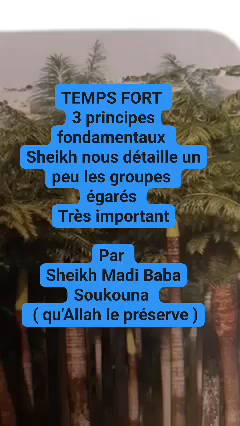 TEMPS FORT
3 principes
fondamentaux
Sheikh nous détaille un
peu les groupes
égarés
Très important
Par
Sheikh Madi Baba
Soukouna
( qu'Allah le préserve )